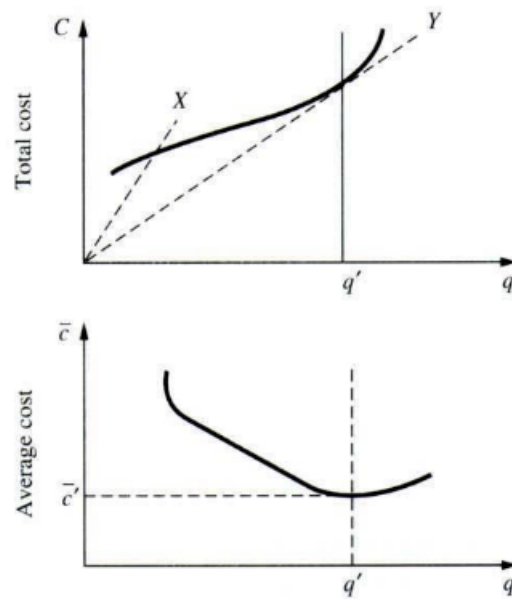 C
Y
X
Total cost
q'
q
c̄
Average cost
c̄'
q'
q